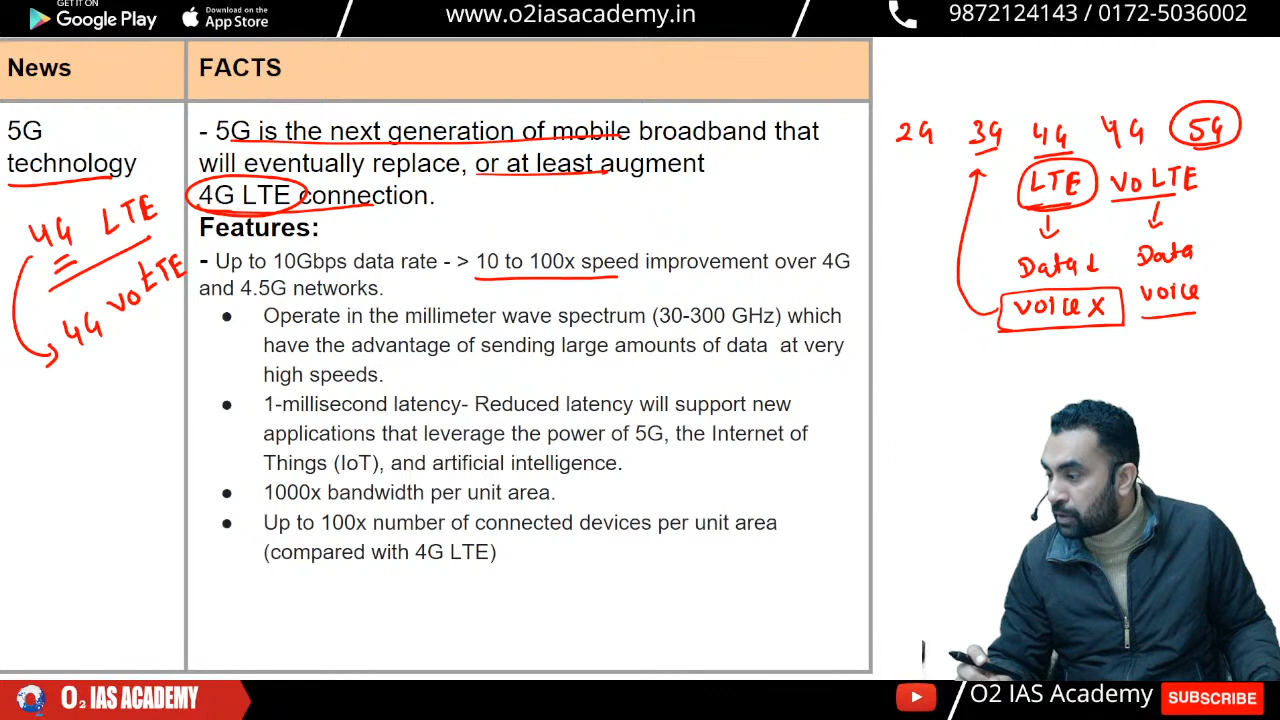 GET IT ON
Google Play
Download on the
App Store
www.o2iasacademy.in
9872124143 / 0172-5036002
News
FACTS
5G
technology
4G LTE
4G VoLTE
- 5G is the next generation of mobile broadband that
will eventually replace, or at least augment
4G LTE connection.
Features:
- Up to 10Gbps data rate - > 10 to 100x speed improvement over 4G
and 4.5G networks.
● Operate in the millimeter wave spectrum (30-300 GHz) which
have the advantage of sending large amounts of data at very
high speeds.
● 1-millisecond latency- Reduced latency will support new
applications that leverage the power of 5G, the Internet of
Things (IoT), and artificial intelligence.
● 1000x bandwidth per unit area.
● Up to 100x number of connected devices per unit area
(compared with 4G LTE)
2G 3G 4G 4G 5G
LTE VoLTE
Data ↓ Data
voice x voice
O2 IAS ACADEMY
O2 IAS Academy
SUBSCRIBE